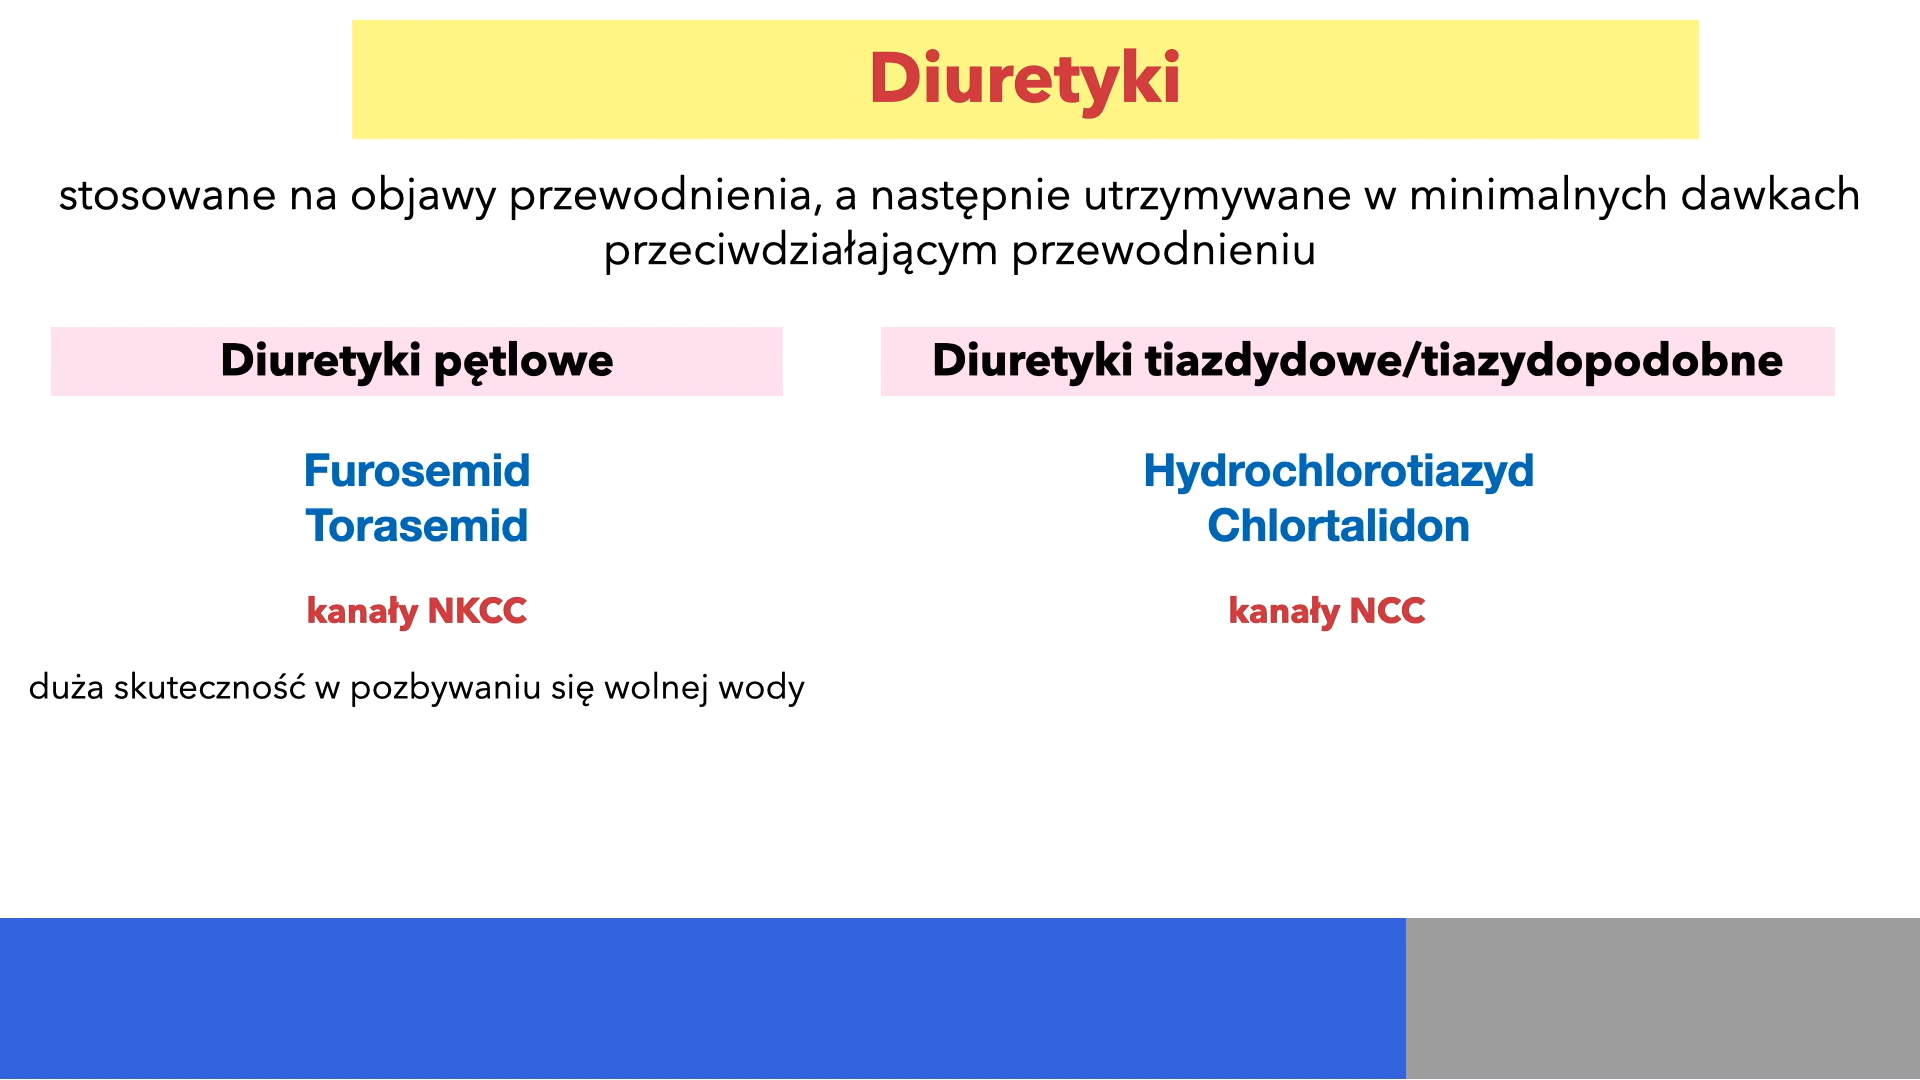 Diuretyki
stosowane na objawy przewodnienia, a następnie utrzymywane w minimalnych dawkach
przeciwdziałającym przewodnieniu
Diuretyki pętlowe
Furosemid
Torasemid
kanały NKCC
duża skuteczność w pozbywaniu się wolnej wody
Diuretyki tiazdydowe/tiazydopodobne
Hydrochlorotiazyd
Chlortalidon
kanały NCC